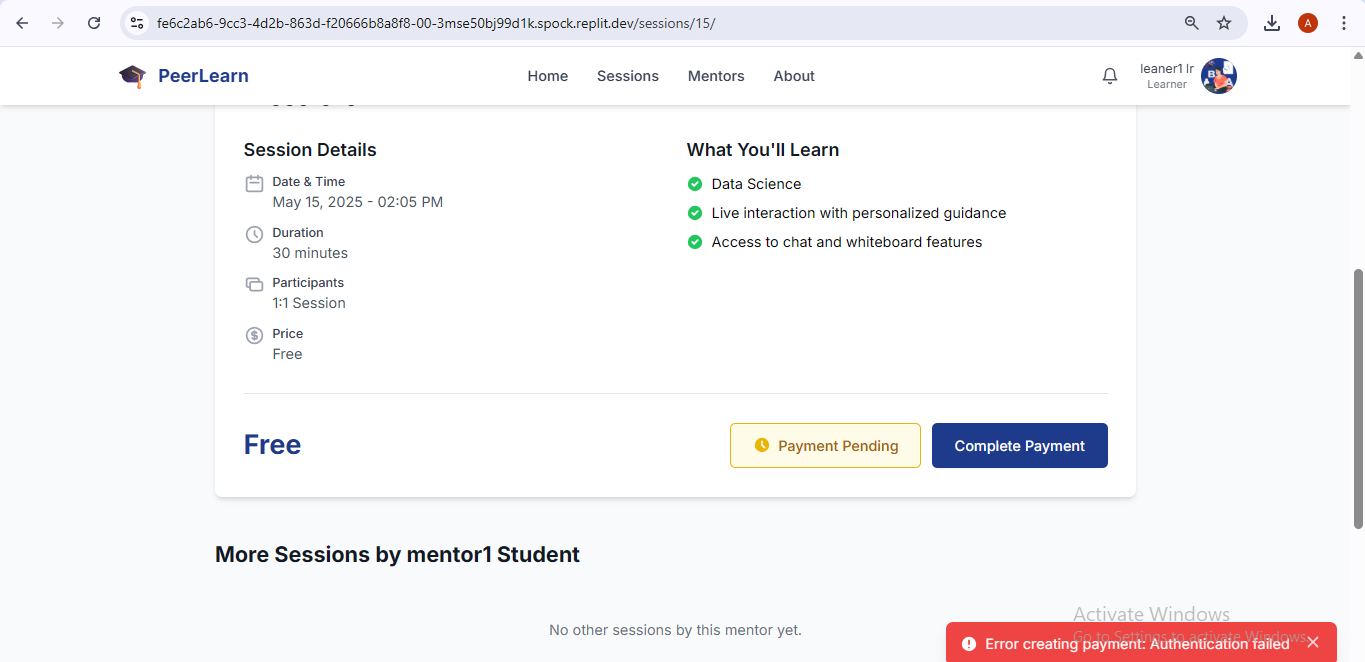 fe6c2ab6-9cc3-4d2b-863d-f20666b8a8f8-00-3mse50bj99d1k.spock.replit.dev/sessions/15/
A
PeerLearn
Home
Sessions
Mentors
About
leaner1 lr
Learner
Session Details
Date & Time
May 15, 2025 - 02:05 PM
Duration
30 minutes
Participants
1:1 Session
Price
Free
What You'll Learn
Data Science
Live interaction with personalized guidance
Access to chat and whiteboard features
Free
Payment Pending
Complete Payment
More Sessions by mentor1 Student
No other sessions by this mentor yet.
Activate Windows
Go to Settings to activate Windows.
Error creating payment: Authentication failed